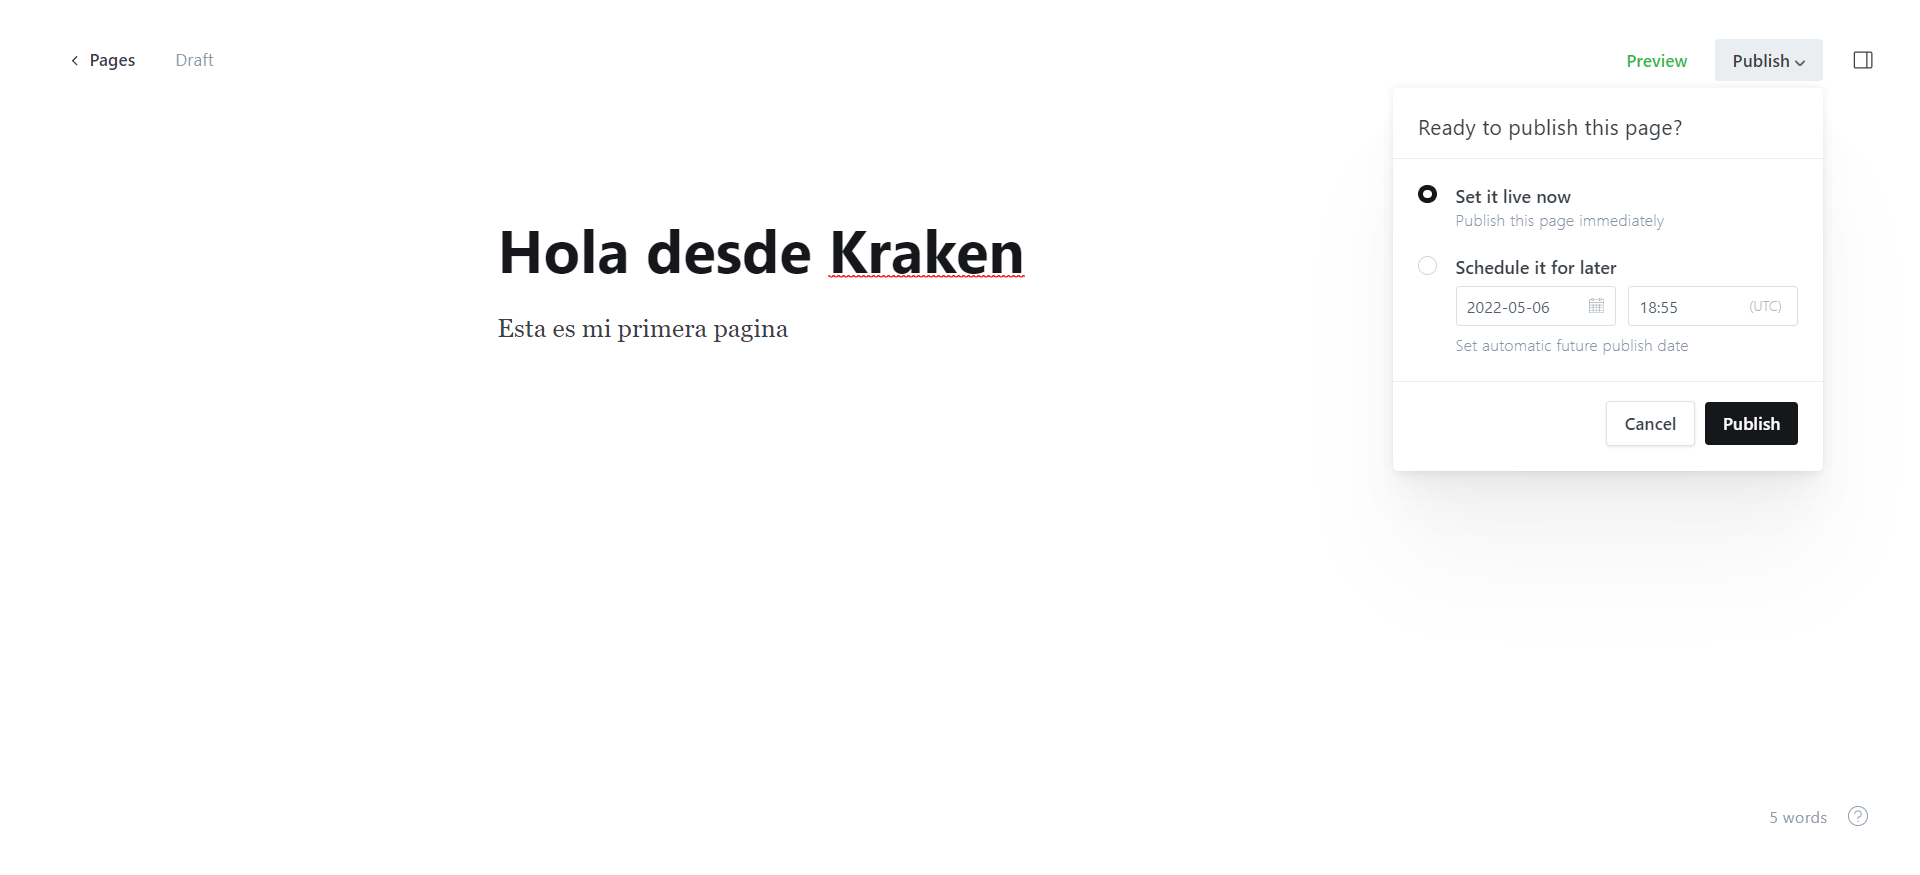 Pages
Draft
Preview
Publish
Ready to publish this page?
Set it live now
Publish this page immediately
Schedule it for later
2022-05-06
18:55 (UTC)
Set automatic future publish date
Cancel
Publish
Hola desde Kraken
Esta es mi primera pagina
5 words
?